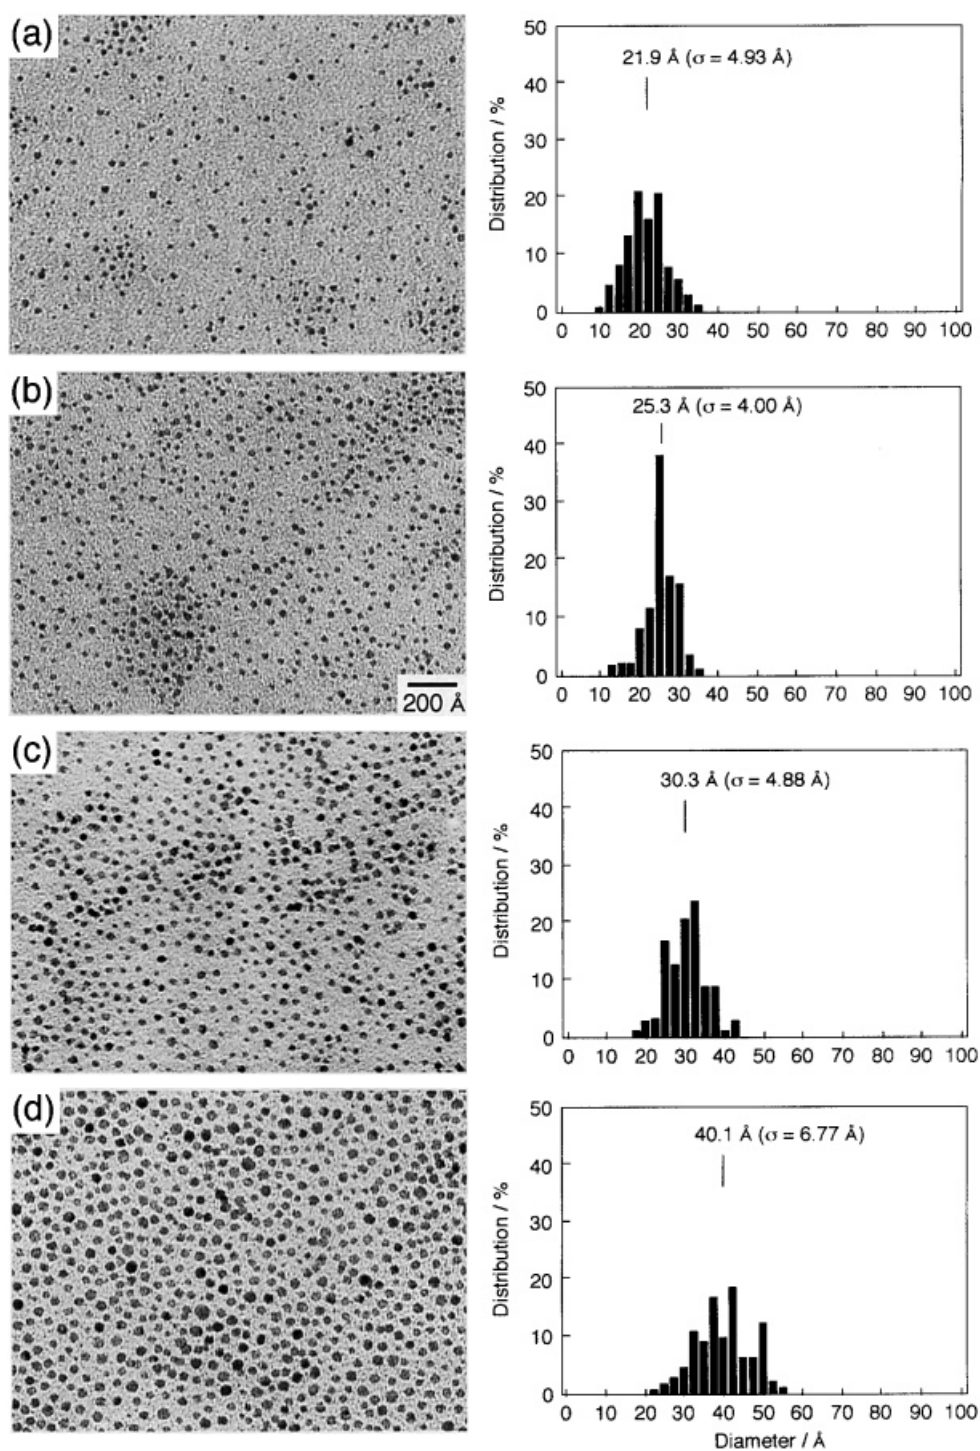 (a)
50
40
30
20
10
0
Distribution / %
21.9 Å (σ = 4.93 Å)
0 10 20 30 40 50 60 70 80 90 100
(b)
200 Å
50
40
30
20
10
0
Distribution / %
25.3 Å (σ = 4.00 Å)
0 10 20 30 40 50 60 70 80 90 100
(c)
50
40
30
20
10
0
Distribution / %
30.3 Å (σ = 4.88 Å)
0 10 20 30 40 50 60 70 80 90 100
(d)
50
40
30
20
10
0
Distribution / %
40.1 Å (σ = 6.77 Å)
0 10 20 30 40 50 60 70 80 90 100
Diameter / Å